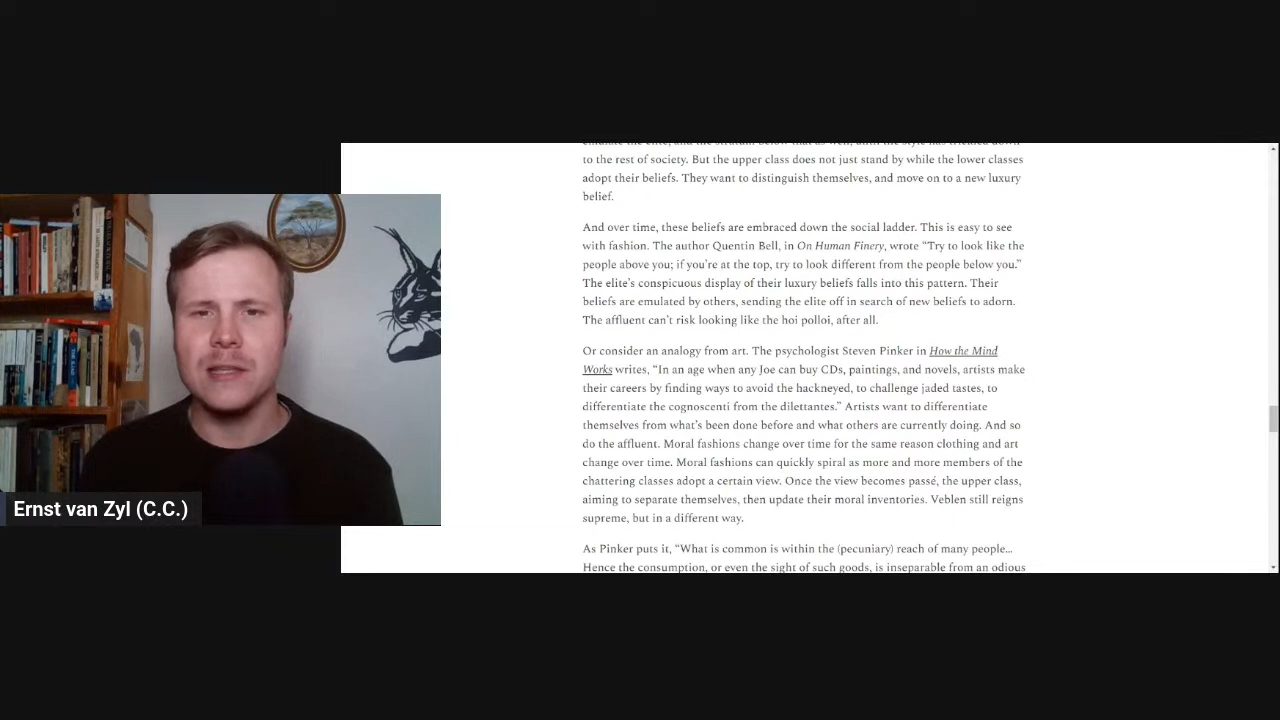 to the rest of society. But the upper class does not just stand by while the lower classes
adopt their beliefs. They want to distinguish themselves, and move on to a new luxury
belief.
And over time, these beliefs are embraced down the social ladder. This is easy to see
with fashion. The author Quentin Bell, in On Human Finery, wrote “Try to look like the
people above you; if you’re at the top, try to look different from the people below you.”
The elite’s conspicuous display of their luxury beliefs falls into this pattern. Their
beliefs are emulated by others, sending the elite off in search of new beliefs to adorn.
The affluent can’t risk looking like the hoi polloi, after all.
Or consider an analogy from art. The psychologist Steven Pinker in How the Mind
Works writes, “In an age when any Joe can buy CDs, paintings, and novels, artists make
their careers by finding ways to avoid the hackneyed, to challenge jaded tastes, to
differentiate the cognoscenti from the dilettantes.” Artists want to differentiate
themselves from what’s been done before and what others are currently doing. And so
do the affluent. Moral fashions change over time for the same reason clothing and art
change over time. Moral fashions can quickly spiral as more and more members of the
chattering classes adopt a certain view. Once the view becomes passé, the upper class,
aiming to separate themselves, then update their moral inventories. Veblen still reigns
supreme, but in a different way.
As Pinker puts it, “What is common is within the (pecuniary) reach of many people…
Hence the consumption, or even the sight of such goods, is inseparable from an odious
Ernst van Zyl (C.C.)